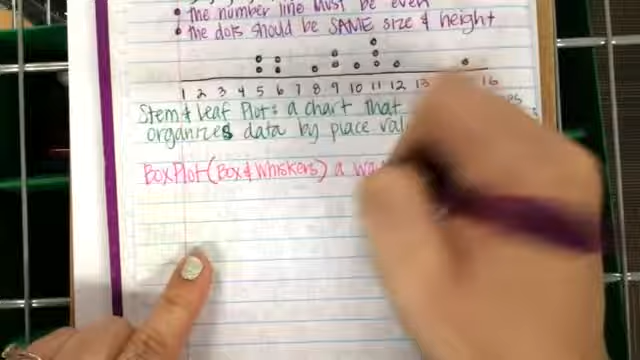 • the number line must be even
• the dots should be SAME size & height
1 2 3 4 5 6 7 8 9 10 11 12 13 16
Stem & Leaf Plot: a chart that
organizes data by place
BoxPlot (Box & Whiskers) a